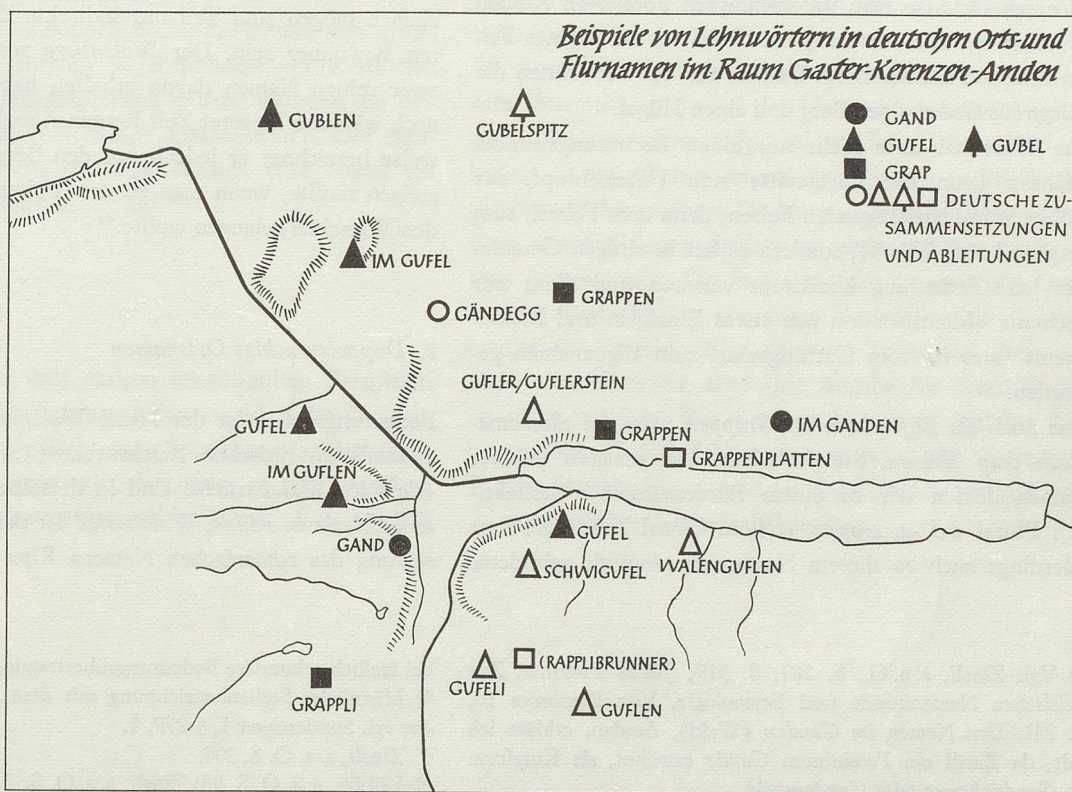 Beispiele von Lehnwörtern in deutschen Orts- und
Flurnamen im Raum Gaster-Kerenzen-Amden
GAND
GUFEL GUBEL
GRAP
DEUTSCHE ZU-
SAMMENSETZUNGEN
UND ABLEITUNGEN
GUBLEN
GUBELSPITZ
IM GUFEL
GRAPPEN
GÄNDEGG
GUFLER/GUFLERSTEIN
GUFEL
GRAPPEN
IM GANDEN
GRAPPENPLATTEN
IM GUFLEN
GAND
GUFEL
SCHWIGUFEL
WALENGUFLEN
GRAPPLI
GUFELI
(RAPPLIBRUNNER)
GUFLEN